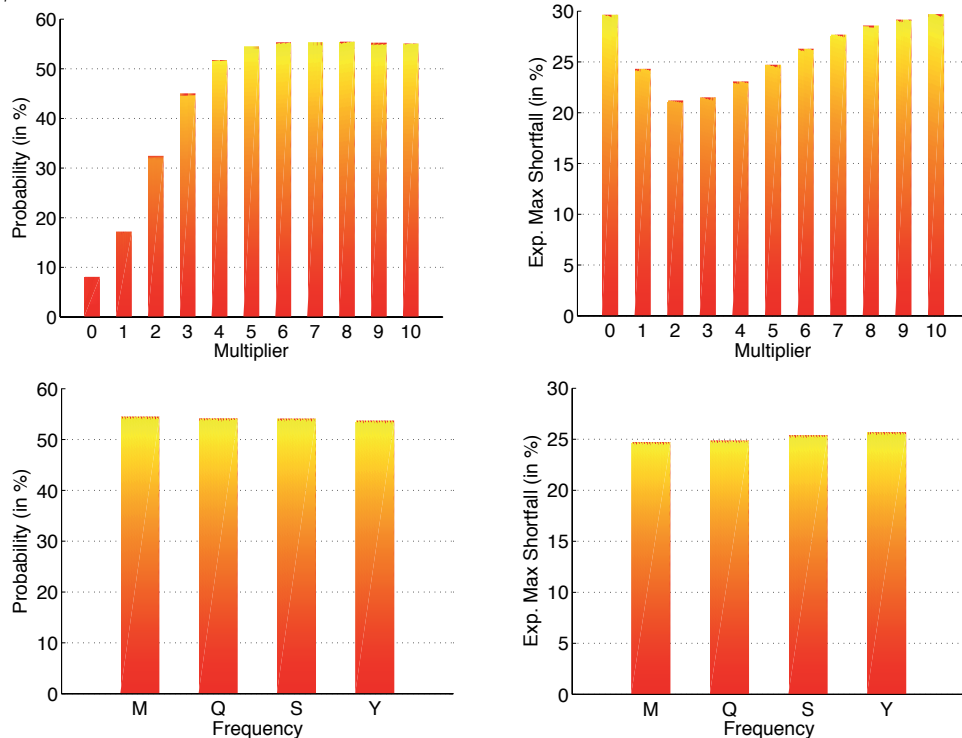 Probability (in %)
60
50
40
30
20
10
0
0 1 2 3 4 5 6 7 8 9 10
Multiplier
Exp. Max Shortfall (in %)
30
25
20
15
10
5
0
0 1 2 3 4 5 6 7 8 9 10
Multiplier
Probability (in %)
60
50
40
30
20
10
0
M Q S Y
Frequency
Exp. Max Shortfall (in %)
30
25
20
15
10
5
0
M Q S Y
Frequency